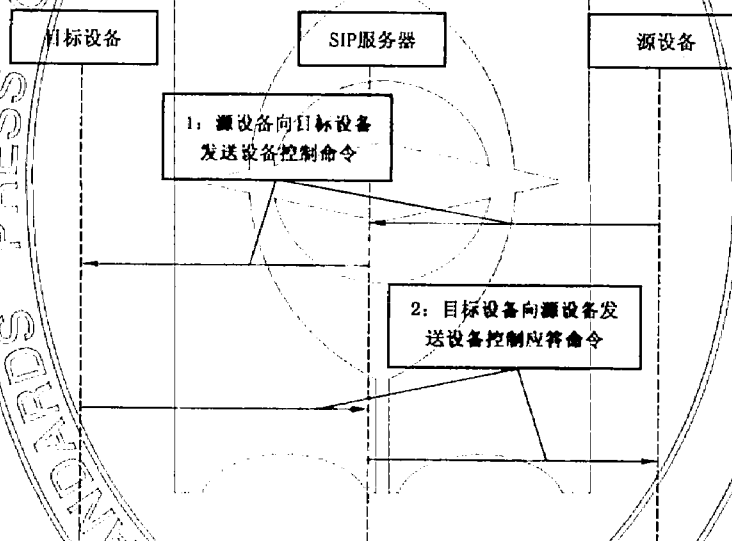 目标设备
SIP服务器
源设备
1：源设备向目标设备
发送设备控制命令
2：目标设备向源设备发
送设备控制应答命令
PRESS
NDARDS